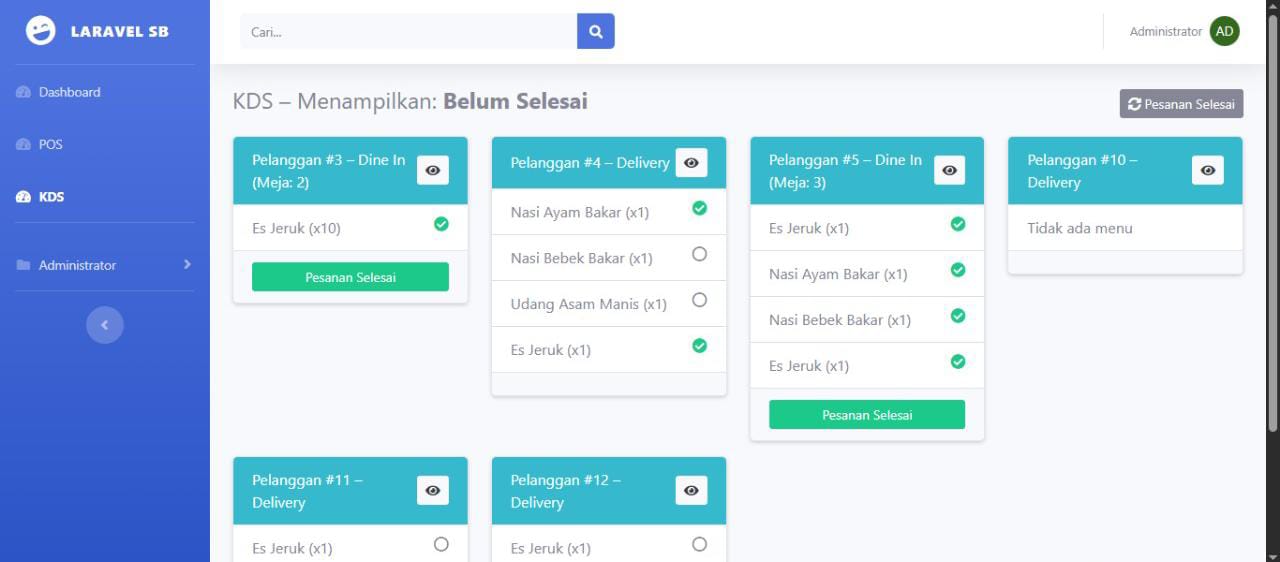 LARAVEL SB
Cari...
Administrator
AD
Dashboard
POS
KDS
Administrator
KDS – Menampilkan: Belum Selesai
Pesanan Selesai
Pelanggan #3 – Dine In
(Meja: 2)
Es Jeruk (x10)
Pesanan Selesai
Pelanggan #4 – Delivery
Nasi Ayam Bakar (x1)
Nasi Bebek Bakar (x1)
Udang Asam Manis (x1)
Es Jeruk (x1)
Pelanggan #5 – Dine In
(Meja: 3)
Es Jeruk (x1)
Nasi Ayam Bakar (x1)
Nasi Bebek Bakar (x1)
Es Jeruk (x1)
Pesanan Selesai
Pelanggan #10 –
Delivery
Tidak ada menu
Pelanggan #11 –
Delivery
Es Jeruk (x1)
Pelanggan #12 –
Delivery
Es Jeruk (x1)